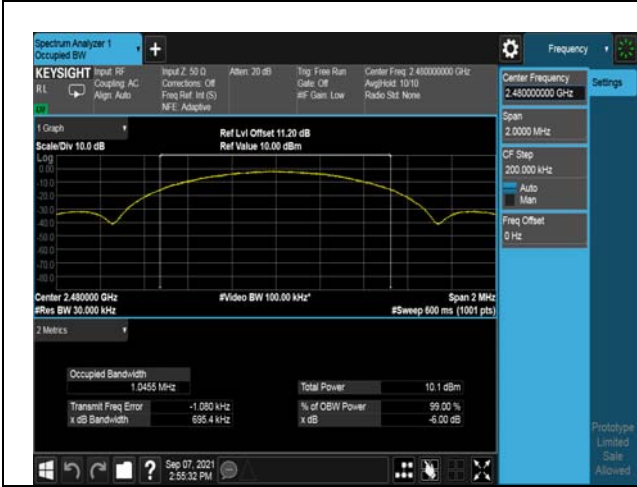 Spectrum Analyzer 1
Occupied BW
+
Frequency
KEYSIGHT Input: RF
Coupling: AC
Align: Auto
RL
Input Z: 50 Ω
Corrections: Off
Freq Ref: Int (S)
NFE: Adaptive
Atten: 20 dB
Trig: Free Run
Gate: Off
#IF Gain: Low
Center Freq: 2.480000000 GHz
Avg|Hold: 10/10
Radio Std: None
Center Frequency
2.480000000 GHz
Settings
Span
2.0000 MHz
CF Step
200.000 kHz
Auto
Man
Freq Offset
0 Hz
1 Graph
Scale/Div 10.0 dB
Ref Lvl Offset 11.20 dB
Ref Value 10.00 dBm
Log
0.00
-10.0
-20.0
-30.0
-40.0
-50.0
-60.0
-70.0
-80.0
Center 2.480000 GHz
#Res BW 30.000 kHz
#Video BW 100.00 kHz*
Span 2 MHz
#Sweep 600 ms (1001 pts)
2 Metrics
Occupied Bandwidth
1.0455 MHz
Total Power 10.1 dBm
Transmit Freq Error -1.080 kHz
% of OBW Power 99.00 %
x dB Bandwidth 695.4 kHz
x dB -6.00 dB
Prototype
Limited
Sale
Allowed
?
Sep 07, 2021
2:55:32 PM